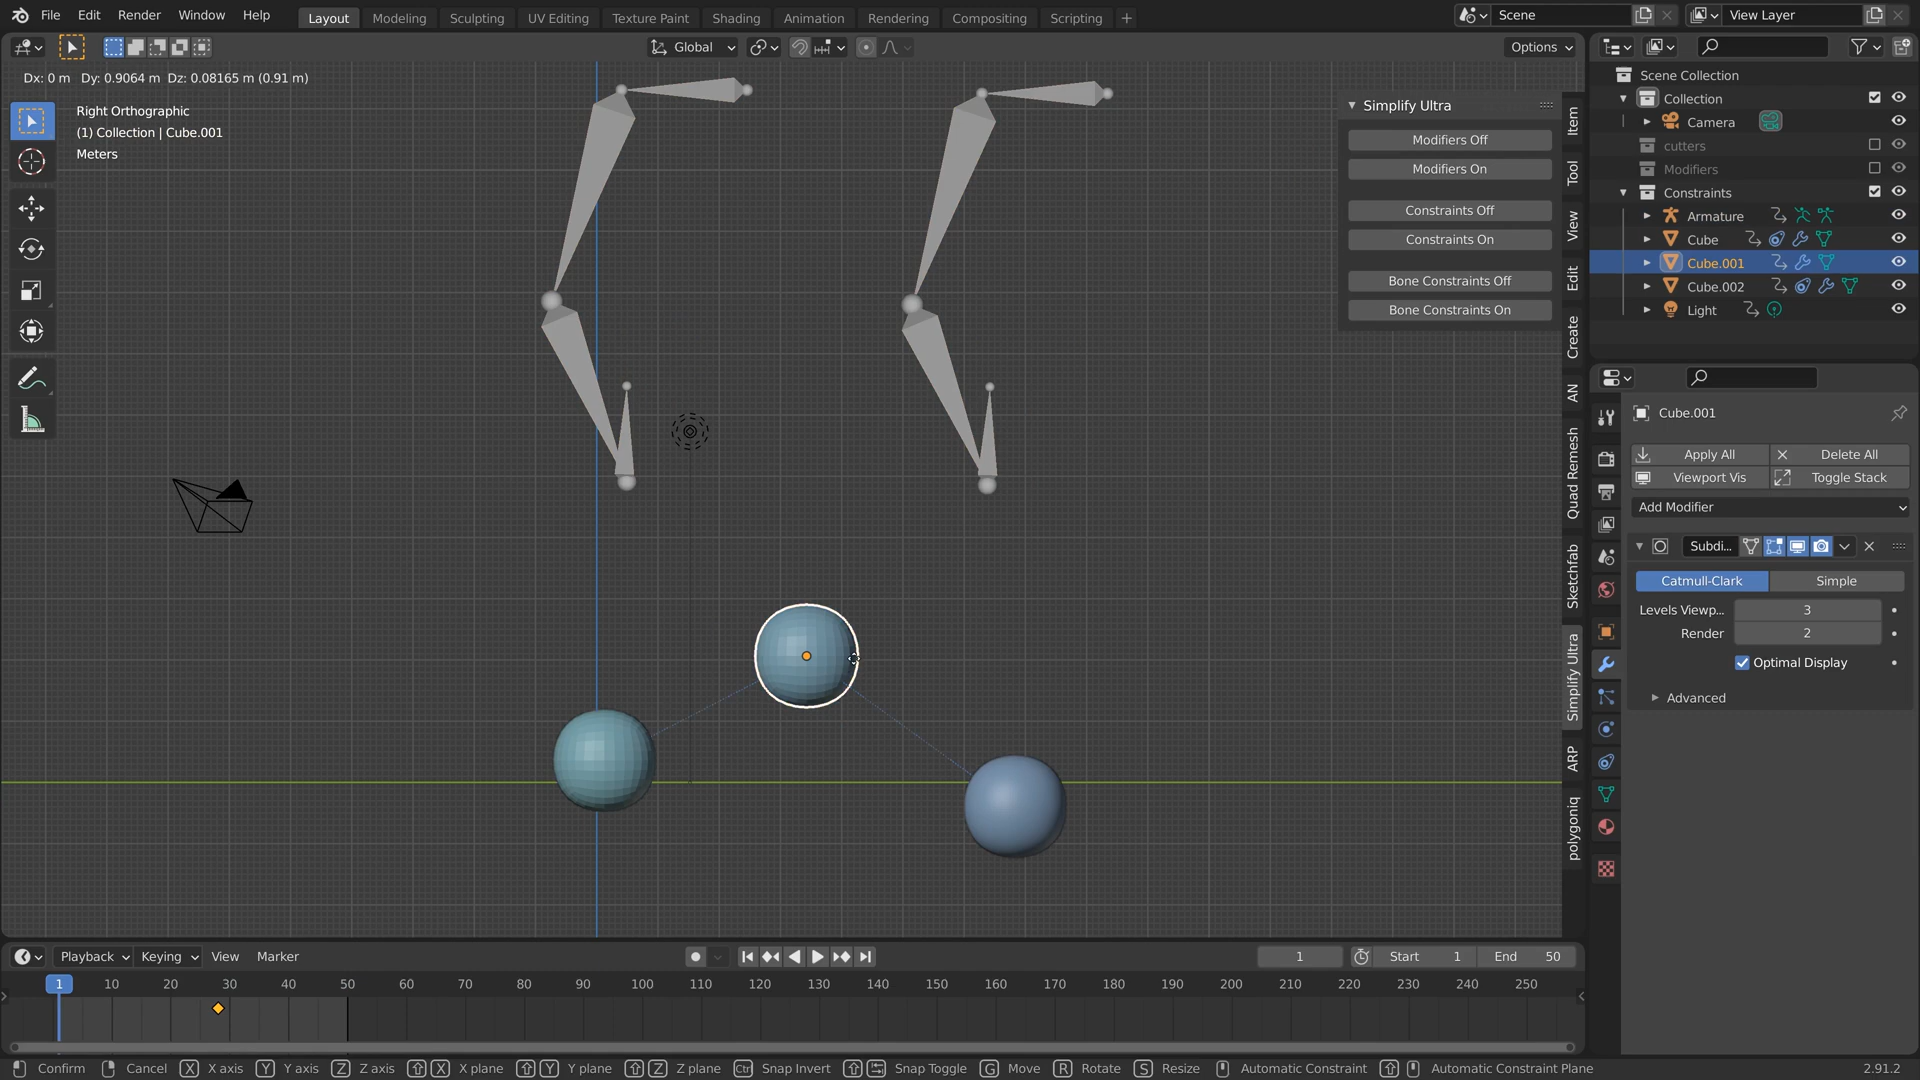 File Edit Render Window Help Layout Modeling Sculpting UV Editing Texture Paint Shading Animation Rendering Compositing Scripting + Scene View Layer
Global Options
Dx: 0 m Dy: 0.9064 m Dz: 0.08165 m (0.91 m)
Right Orthographic
(1) Collection | Cube.001
Meters
Simplify Ultra
Modifiers Off
Modifiers On
Constraints Off
Constraints On
Bone Constraints Off
Bone Constraints On
Item
Tool
View
Edit
Create
AN
Quad Remesh
Sketchfab
Simplify Ultra
ARP
polygoniq
Scene Collection
Collection
Camera
cutters
Modifiers
Constraints
Armature
Cube
Cube.001
Cube.002
Light
Cube.001
Apply All Delete All
Viewport Vis Toggle Stack
Add Modifier
Subdi...
Catmull-Clark Simple
Levels Viewp... 3
Render 2
Optimal Display
Advanced
Playback Keying View Marker 1 Start 1 End 50
1 10 20 30 40 50 60 70 80 90 100 110 120 130 140 150 160 170 180 190 200 210 220 230 240 250
Confirm Cancel X X axis Y Y axis Z Z axis X X plane Y Y plane Z Z plane Ctrl Snap Invert Snap Toggle G Move R Rotate S Resize Automatic Constraint Automatic Constraint Plane 2.91.2